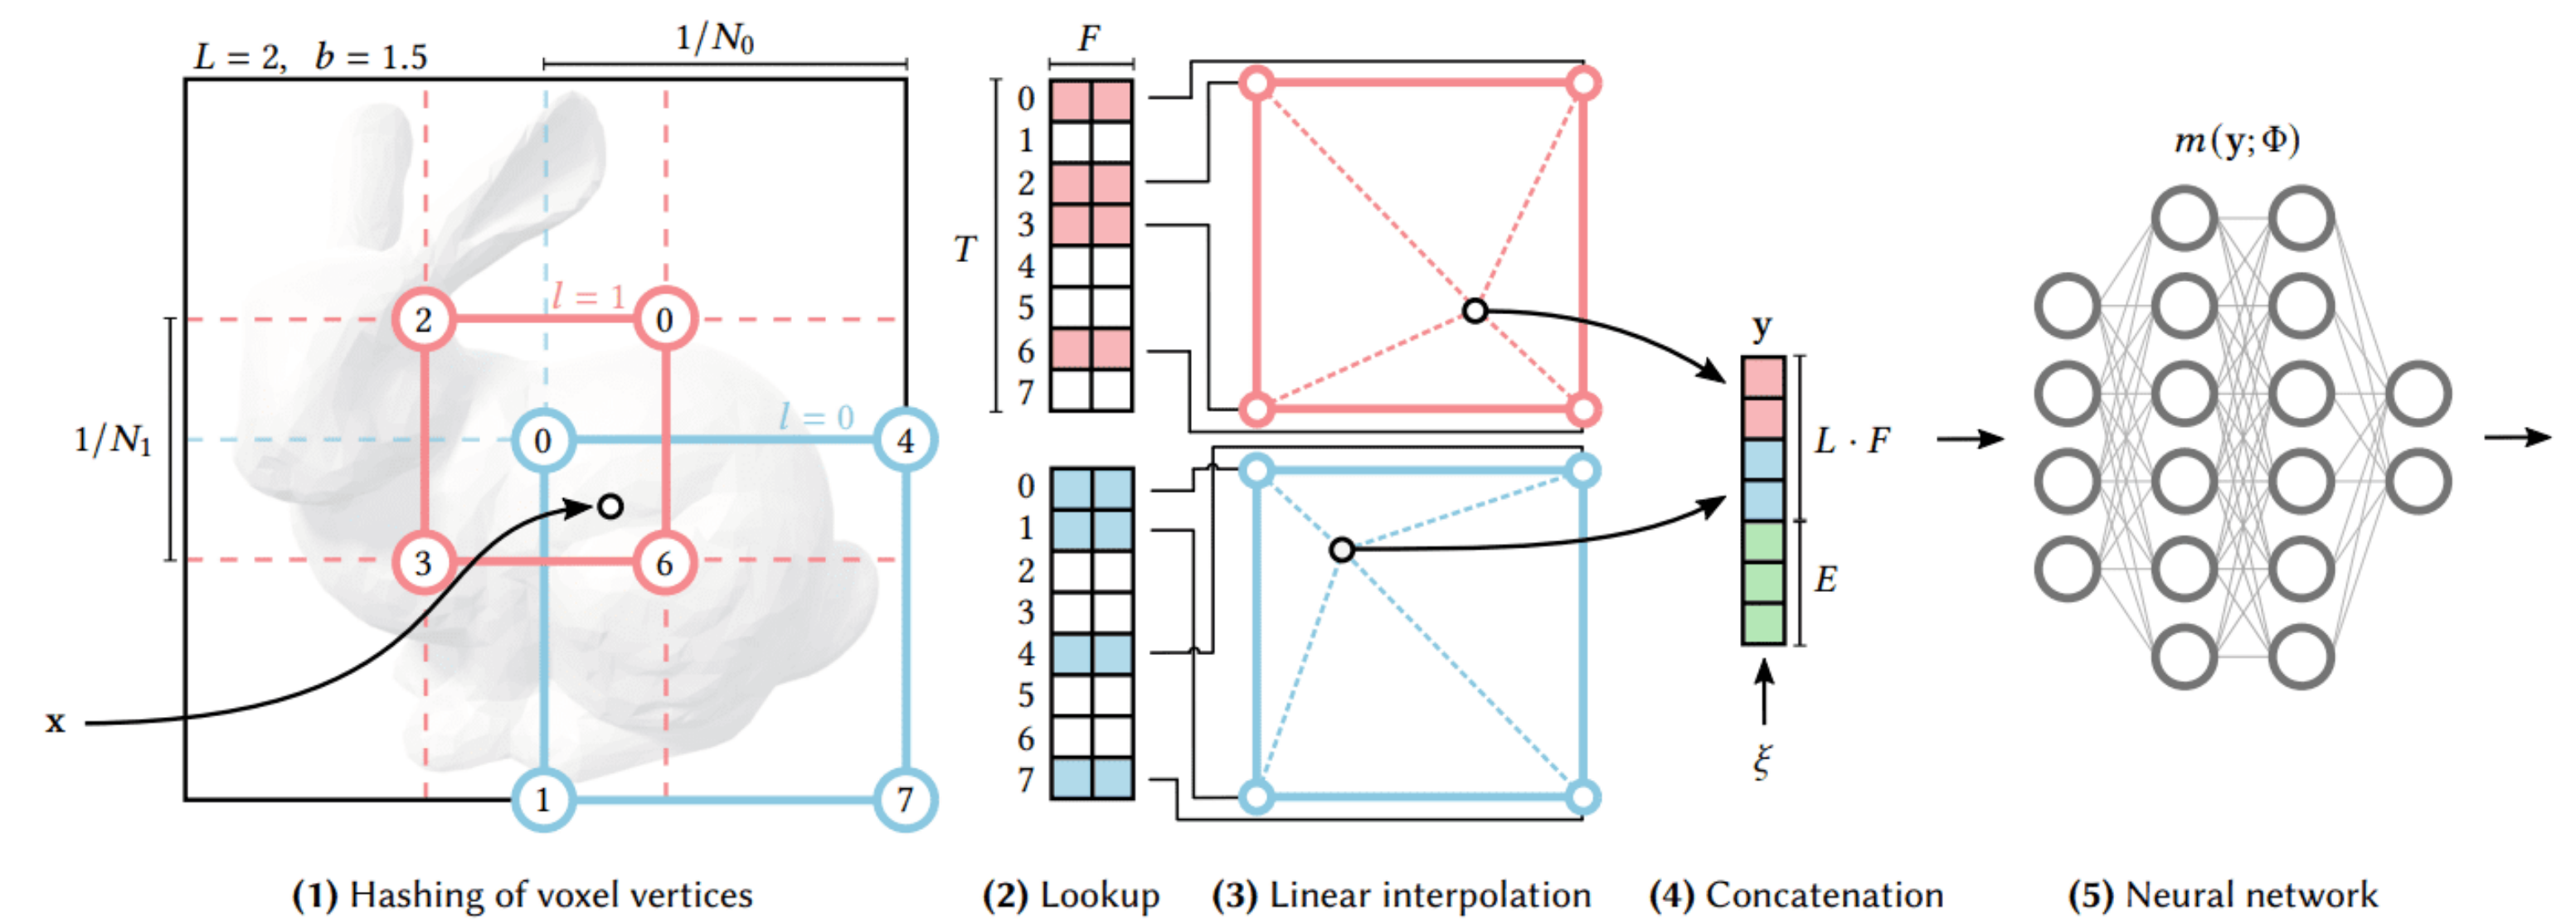 L = 2, b = 1.5
1/N₀
l = 1
2
0
1/N₁
l = 0
0
4
3
6
x
1
7
F
T
0
1
2
3
4
5
6
7
0
1
2
3
4
5
6
7
y
L · F
E
ξ
m(y; Φ)
(1) Hashing of voxel vertices
(2) Lookup
(3) Linear interpolation
(4) Concatenation
(5) Neural network